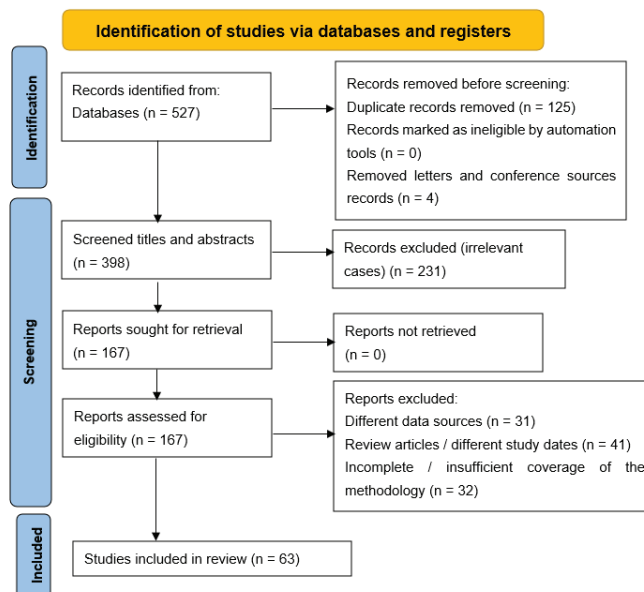 Identification of studies via databases and registers
Identification
Records identified from:
Databases (n = 527)
Records removed before screening:
Duplicate records removed (n = 125)
Records marked as ineligible by automation
tools (n = 0)
Removed letters and conference sources
records (n = 4)
Screening
Screened titles and abstracts
(n = 398)
Records excluded (irrelevant
cases) (n = 231)
Reports sought for retrieval
(n = 167)
Reports not retrieved
(n = 0)
Reports assessed for
eligibility (n = 167)
Reports excluded:
Different data sources (n = 31)
Review articles / different study dates (n = 41)
Incomplete / insufficient coverage of the
methodology (n = 32)
Included
Studies included in review (n = 63)